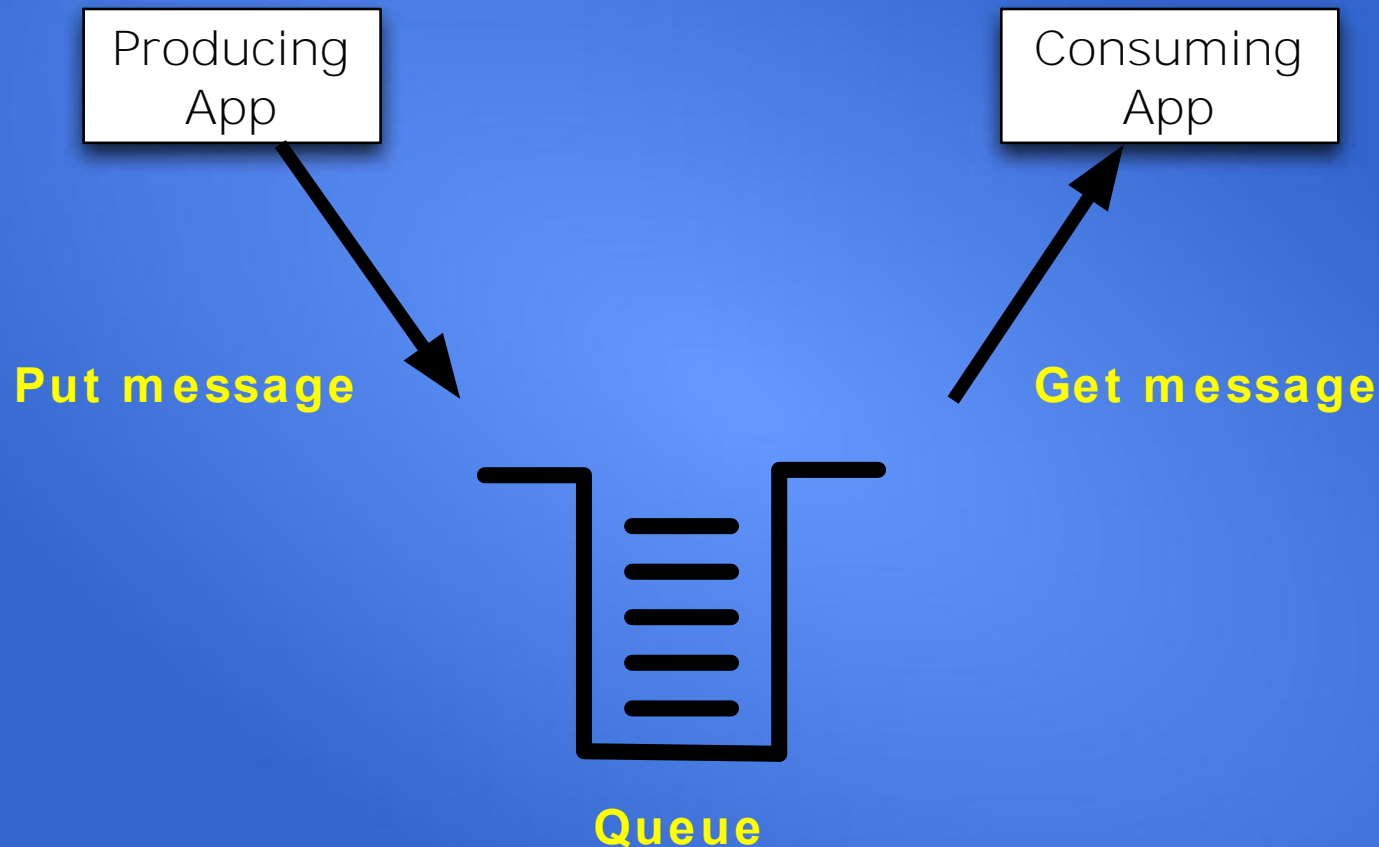 Producing
App
Consuming
App
Put message
Get message
Queue